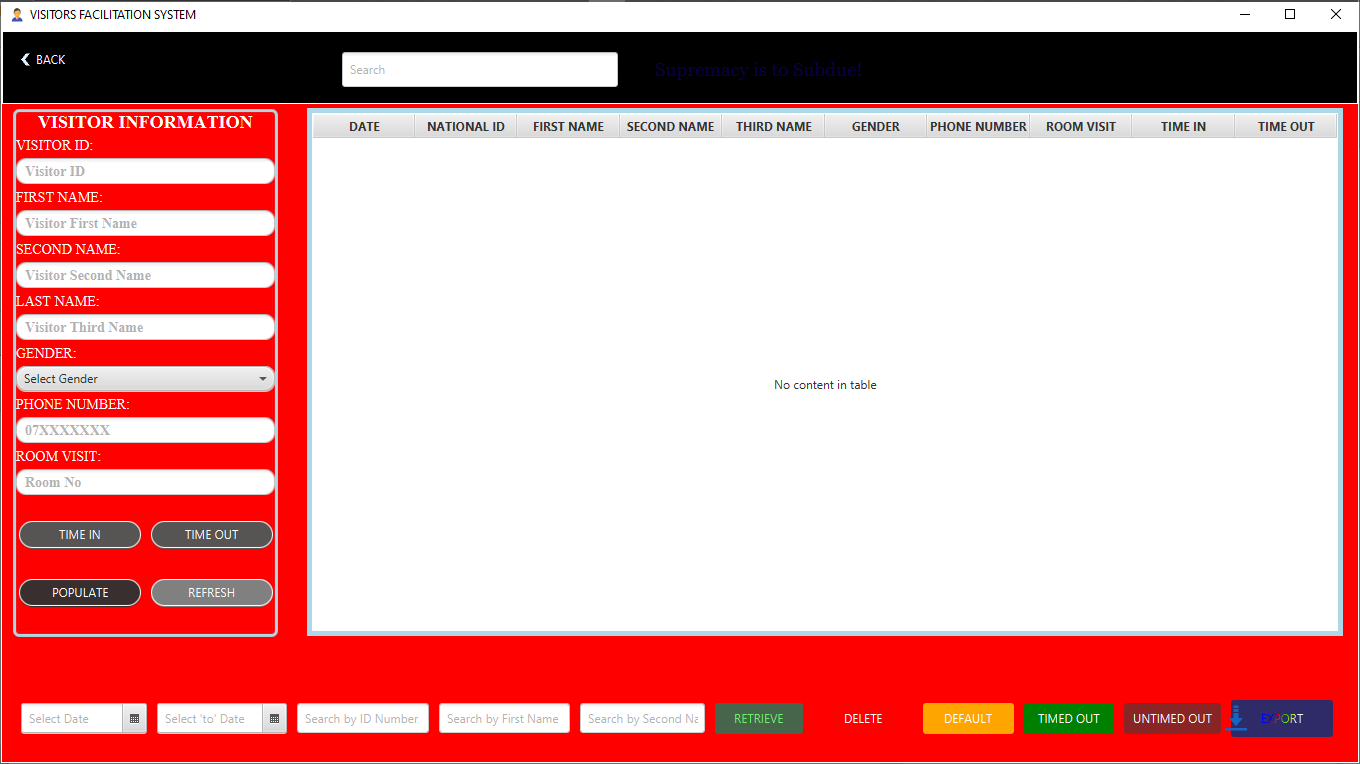 VISITORS FACILITATION SYSTEM
BACK
Search
Supremacy is to Subdue!
VISITOR INFORMATION
VISITOR ID:
Visitor ID
FIRST NAME:
Visitor First Name
SECOND NAME:
Visitor Second Name
LAST NAME:
Visitor Third Name
GENDER:
Select Gender
PHONE NUMBER:
07XXXXXXX
ROOM VISIT:
Room No
TIME IN TIME OUT
POPULATE REFRESH
DATE NATIONAL ID FIRST NAME SECOND NAME THIRD NAME GENDER PHONE NUMBER ROOM VISIT TIME IN TIME OUT
No content in table
Select Date Select 'to' Date Search by ID Number Search by First Name Search by Second Na RETRIEVE DELETE DEFAULT TIMED OUT UNTIMED OUT EXPORT